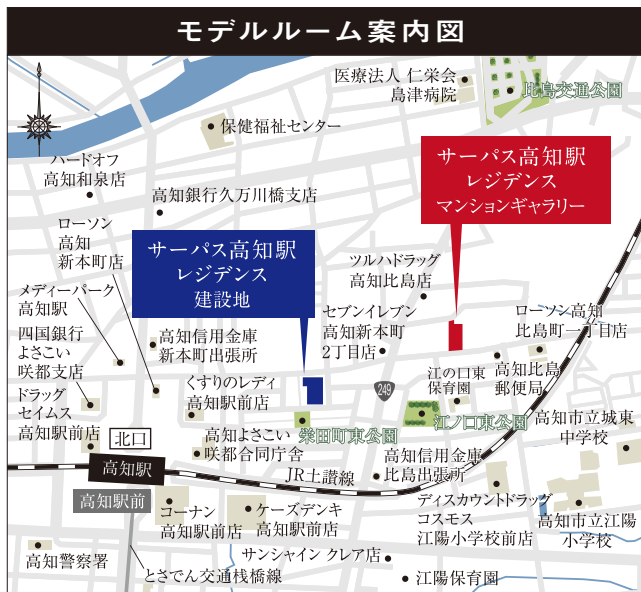 モデルルーム案内図
医療法人 仁栄会
島津病院
比島交通公園
保健福祉センター
ハードオフ
高知和泉店
高知銀行久万川橋支店
サーパス高知駅
レジデンス
マンションギャラリー
ローソン
高知
新本町店
サーパス高知駅
レジデンス
建設地
ツルハドラッグ
高知比島店
メディーパーク
高知駅
セブンイレブン
高知新本町
2丁目店
ローソン高知
比島町一丁目店
四国銀行
よさこい
咲都支店
高知信用金庫
新本町出張所
高知比島
郵便局
江の口東
保育園
ドラッグ
セイムス
高知駅前店
くすりのレディ
高知駅前店
249
栄田町東公園
江ノ口東公園
高知市立城東
中学校
北口
高知よさこい
咲都合同庁舎
高知信用金庫
比島出張所
高知駅
JR土讃線
高知駅前
コーナン
高知駅前店
ケーズデンキ
高知駅前店
ディスカウントドラッグ
コスモス
江陽小学校前店
高知市立江陽
小学校
高知警察署
とさでん交通桟橋線
サンシャイン クレア店
江陽保育園